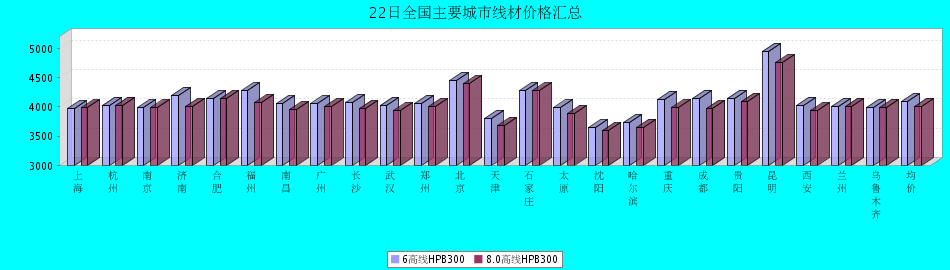 22日全国主要城市线材价格汇总
5000
4500
4000
3500
3000
上海
杭州
南京
济南
合肥
福州
南昌
广州
长沙
武汉
郑州
北京
天津
石家庄
太原
沈阳
哈尔滨
重庆
成都
贵阳
昆明
西安
兰州
乌鲁木齐
均价
6高线HPB300
8.0高线HPB300